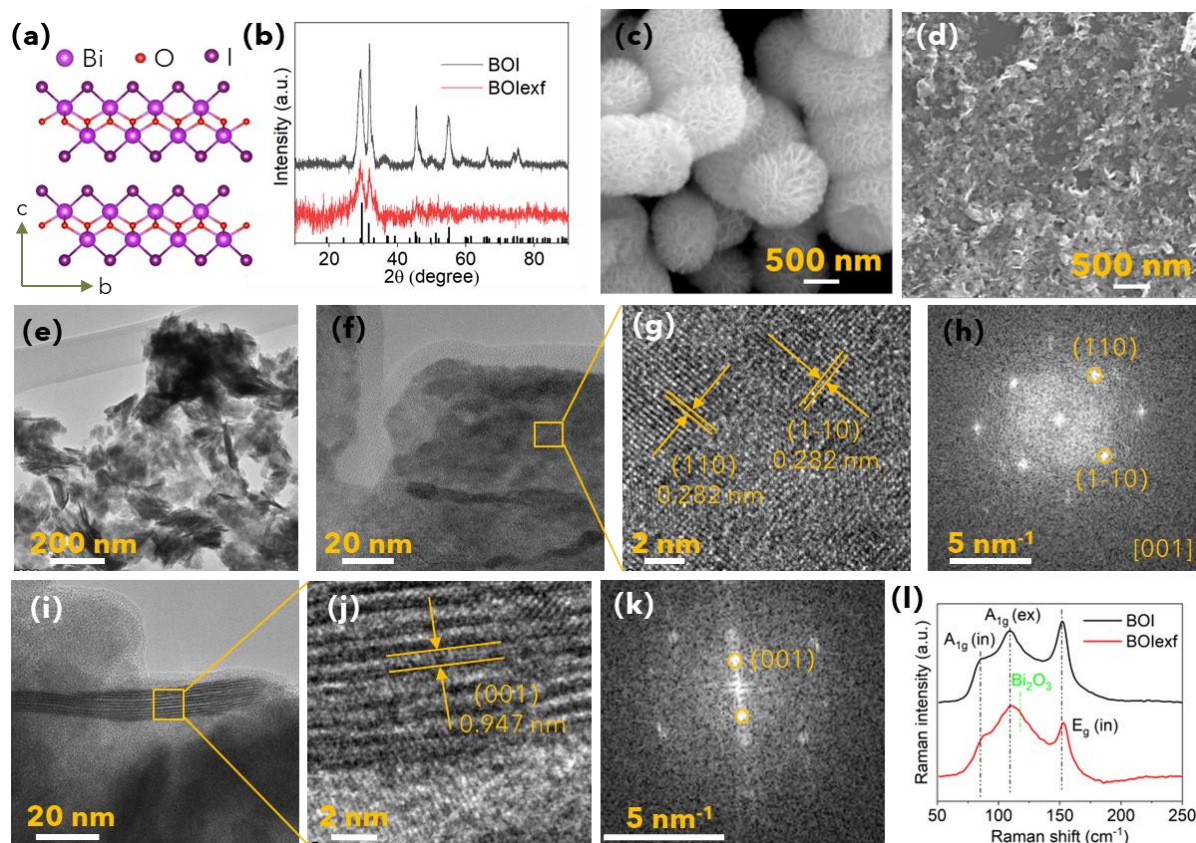 (a)
Bi O I
c
b
(b)
Intensity (a.u.)
BOI
BOIexf
20 40 60 80
2θ (degree)
(c)
500 nm
(d)
500 nm
(e)
200 nm
(f)
20 nm
(g)
(110)
0.282 nm
(1-10)
0.282 nm
2 nm
(h)
(110)
(1-10)
5 nm⁻¹
[001]
(i)
20 nm
(j)
(001)
0.947 nm
2 nm
(k)
(001)
5 nm⁻¹
(l)
Raman intensity (a.u.)
BOI
BOIexf
A₁g (in)
A₁g (ex)
Bi₂O₃
Eg (in)
50 100 150 200 250
Raman shift (cm⁻¹)